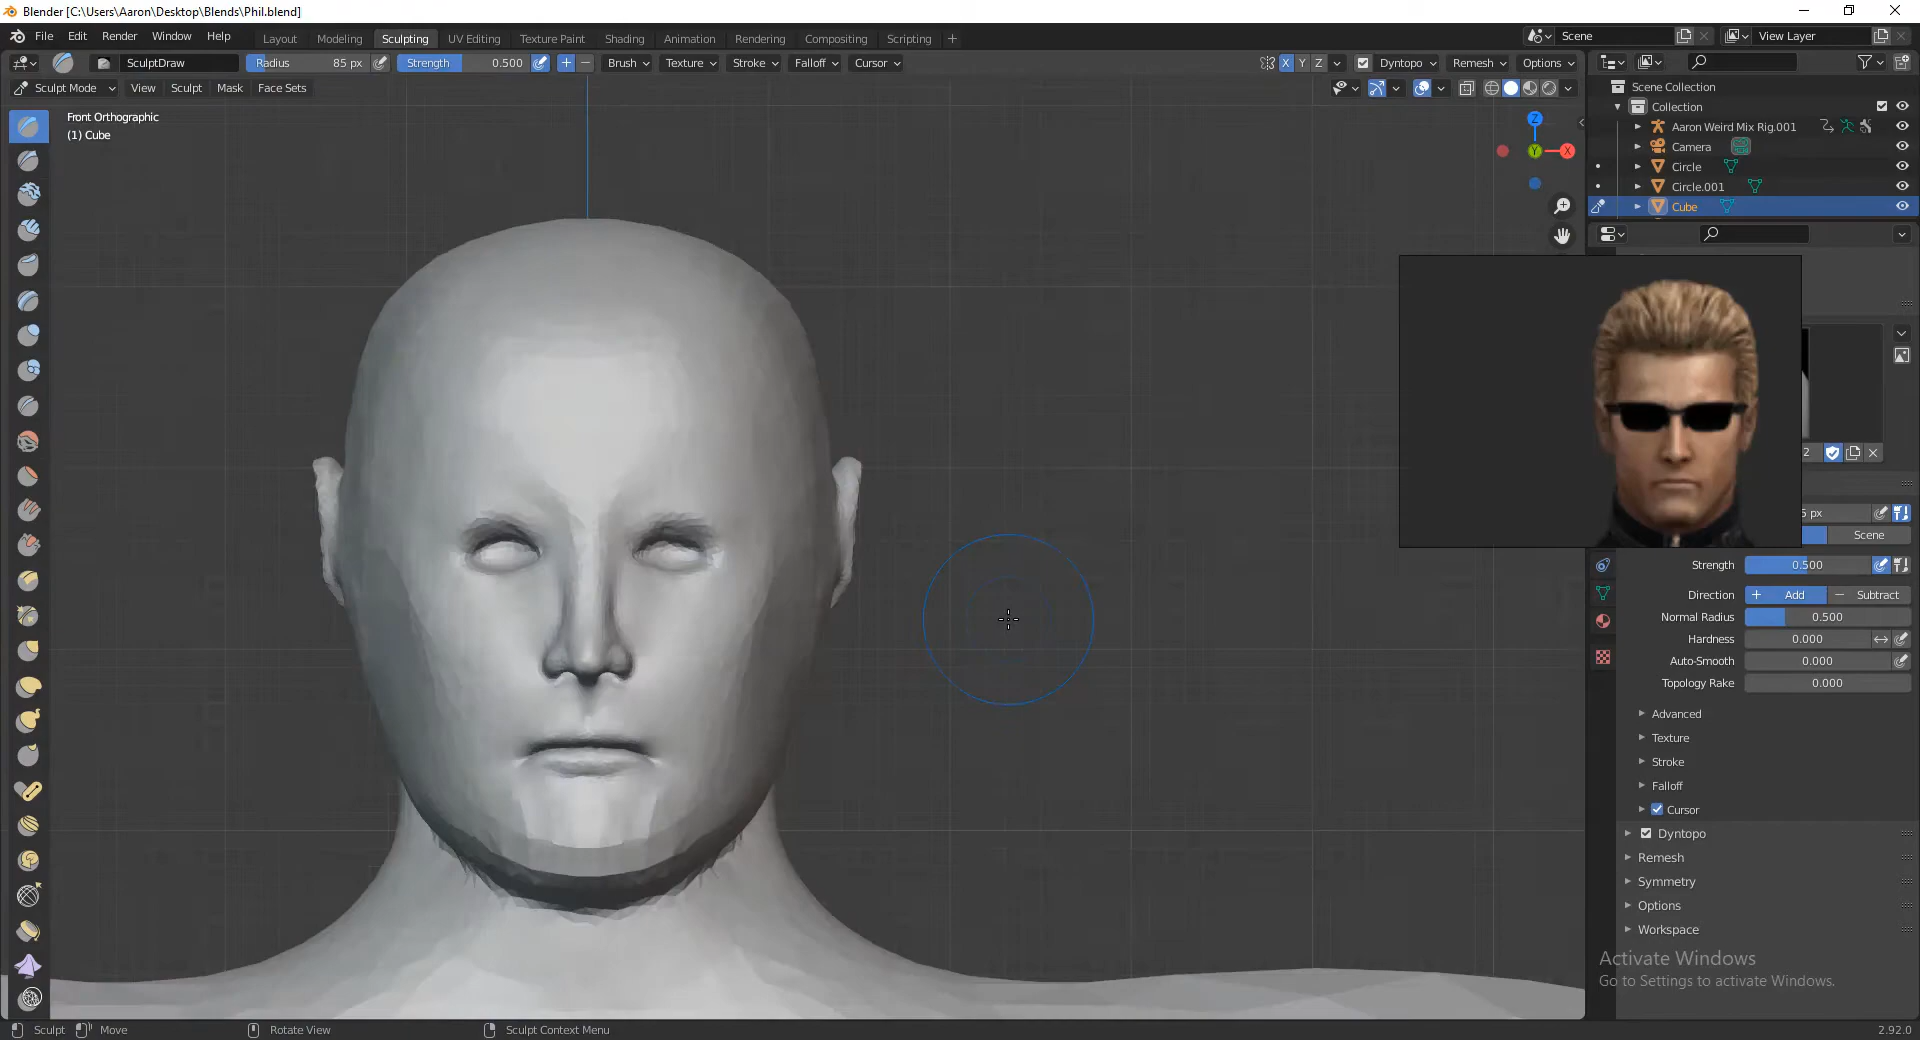 Blender [C:\Users\Aaron\Desktop\Blends\Phil.blend]
File Edit Render Window Help Layout Modeling Sculpting UV Editing Texture Paint Shading Animation Rendering Compositing Scripting + Scene View Layer
SculptDraw Radius 85 px Strength 0.500 + − Brush Texture Stroke Falloff Cursor X Y Z Dyntopo Remesh Options
Sculpt Mode View Sculpt Mask Face Sets
Front Orthographic
(1) Cube
Z
Y
X
Scene Collection
Collection
Aaron Weird Mix Rig.001
Camera
Circle
Circle.001
Cube
2
5 px
Scene
Strength 0.500
Direction + Add − Subtract
Normal Radius 0.500
Hardness 0.000
Auto-Smooth 0.000
Topology Rake 0.000
Advanced
Texture
Stroke
Falloff
Cursor
Dyntopo
Remesh
Symmetry
Options
Workspace
Activate Windows
Go to Settings to activate Windows.
Sculpt Move Rotate View Sculpt Context Menu 2.92.0